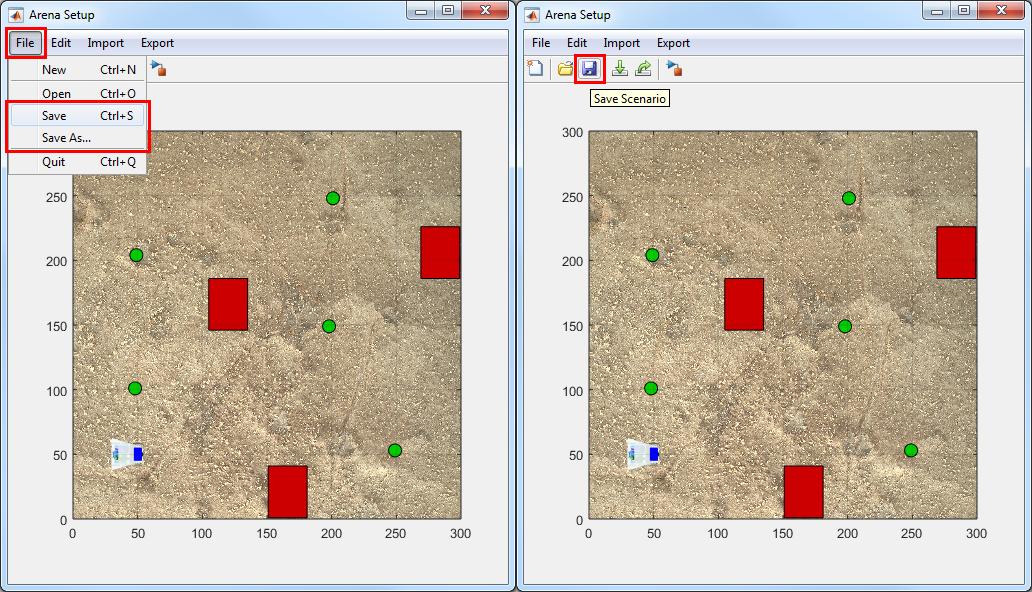 Arena Setup
File Edit Import Export
New Ctrl+N
Open Ctrl+O
Save Ctrl+S
Save As...
Quit Ctrl+Q
250
200
150
100
50
0
0 50 100 150 200 250 300
Arena Setup
File Edit Import Export
Save Scenario
300
250
200
150
100
50
0
0 50 100 150 200 250 300